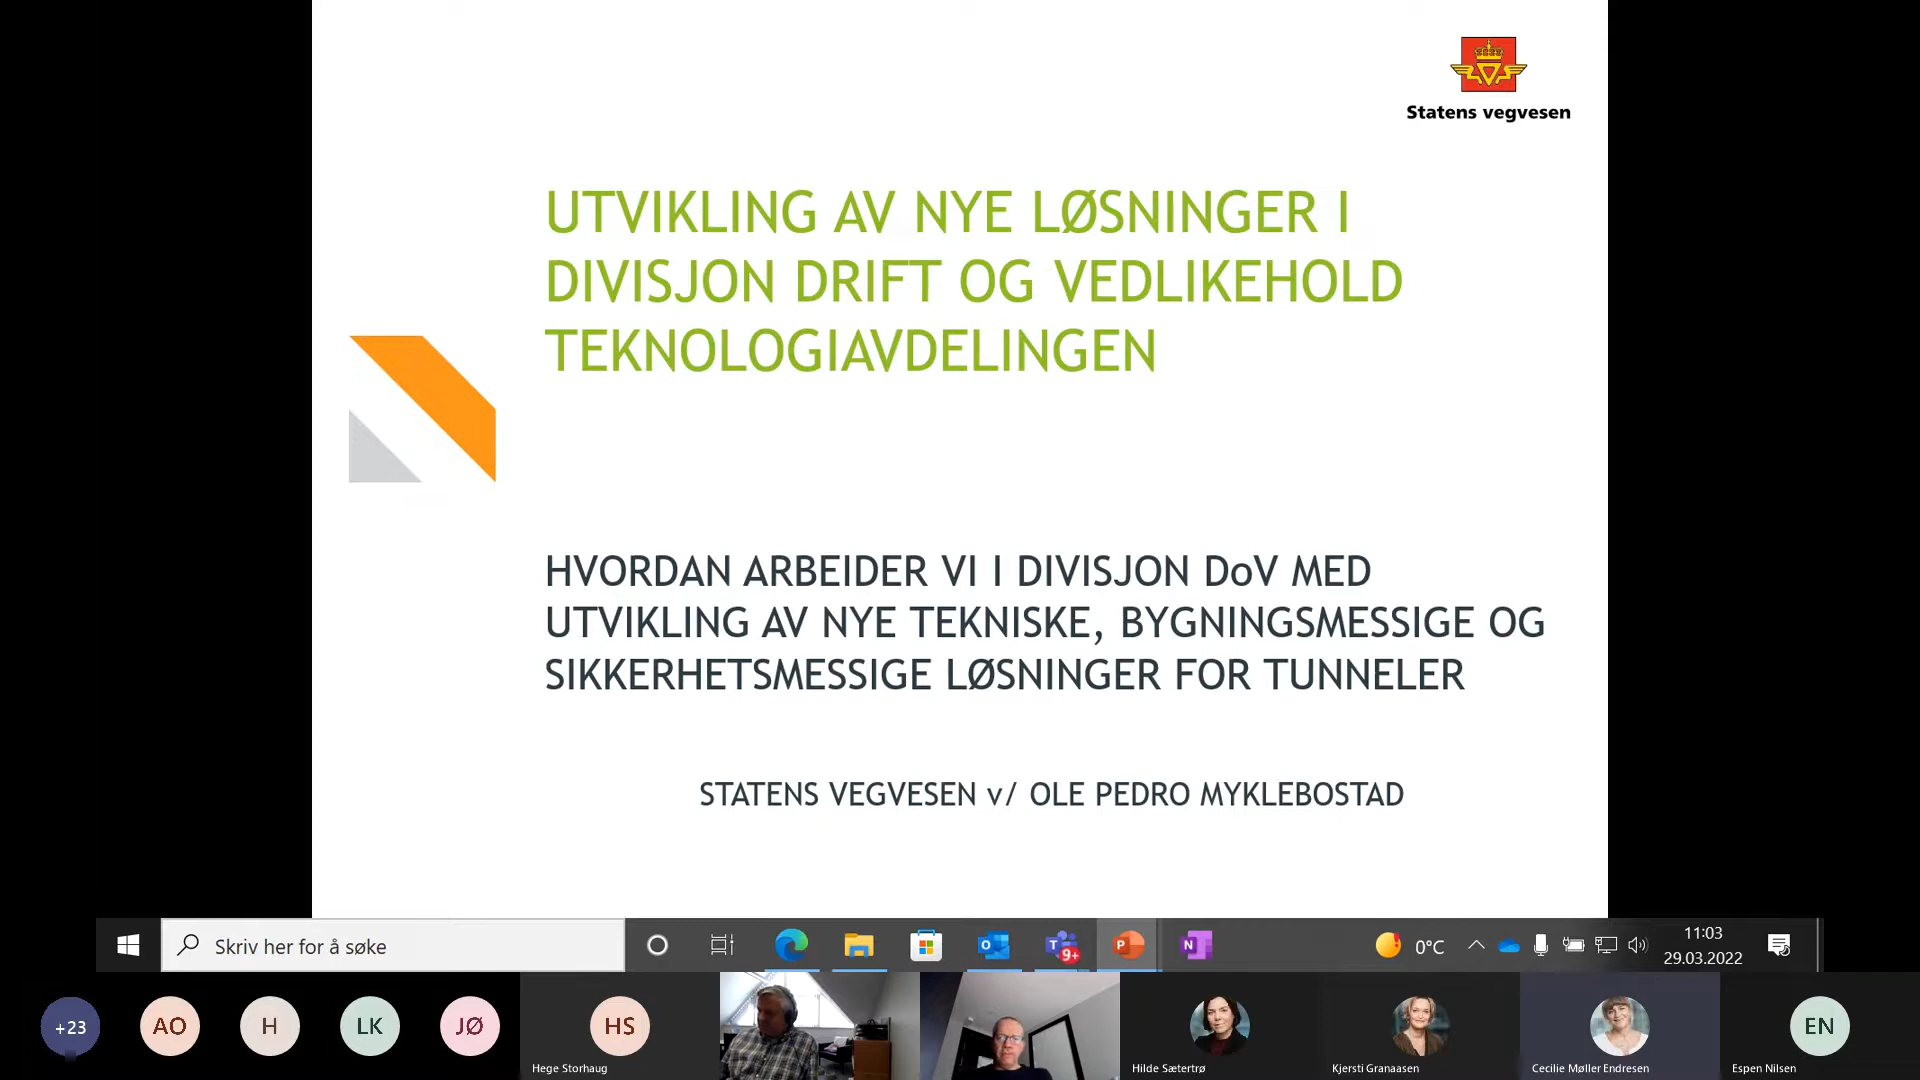 Statens vegvesen
UTVIKLING AV NYE LØSNINGER I
DIVISJON DRIFT OG VEDLIKEHOLD
TEKNOLOGIAVDELINGEN
HVORDAN ARBEIDER VI I DIVISJON DoV MED
UTVIKLING AV NYE TEKNISKE, BYGNINGSMESSIGE OG
SIKKERHETSMESSIGE LØSNINGER FOR TUNNELER
STATENS VEGVESEN v/ OLE PEDRO MYKLEBOSTAD
Skriv her for å søke
9+
0°C
11:03
29.03.2022
+23
AO
H
LK
JØ
HS
Hege Storhaug
Hilde Sætertrø
Kjersti Granaasen
Cecilie Møller Endresen
EN
Espen Nilsen